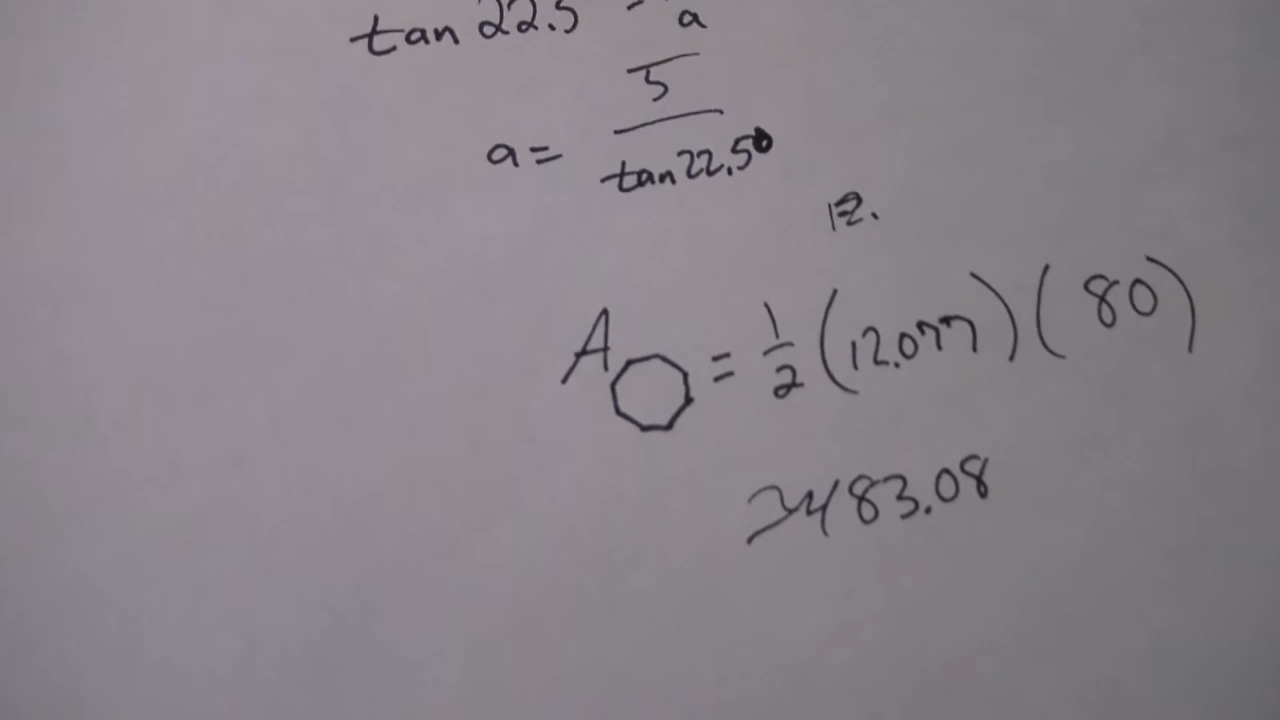 tan 22.5 = a
5
a = tan 22.5°
12.
A = 1/2 (12.077) (80)
483.08